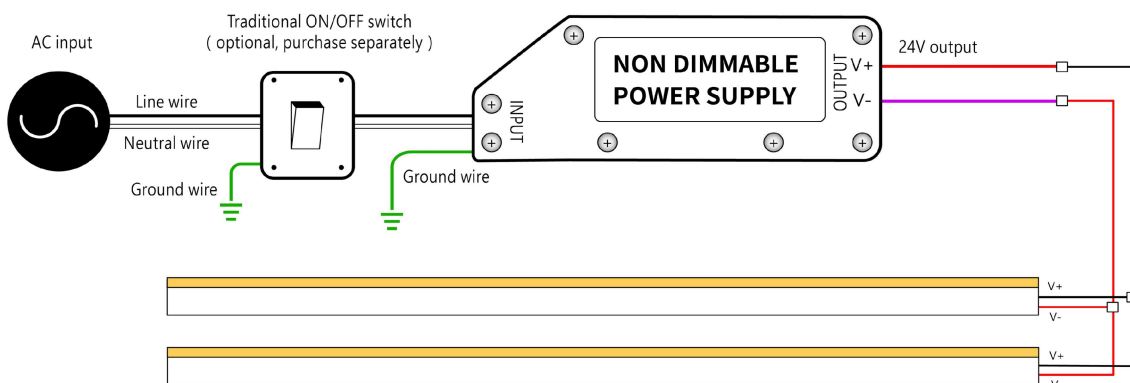 Traditional ON/OFF switch
( optional, purchase separately )
AC input
Line wire
Neutral wire
Ground wire
Ground wire
INPUT
NON DIMMABLE
POWER SUPPLY
OUTPUT
V+
V-
24V output
V+
V-
V+